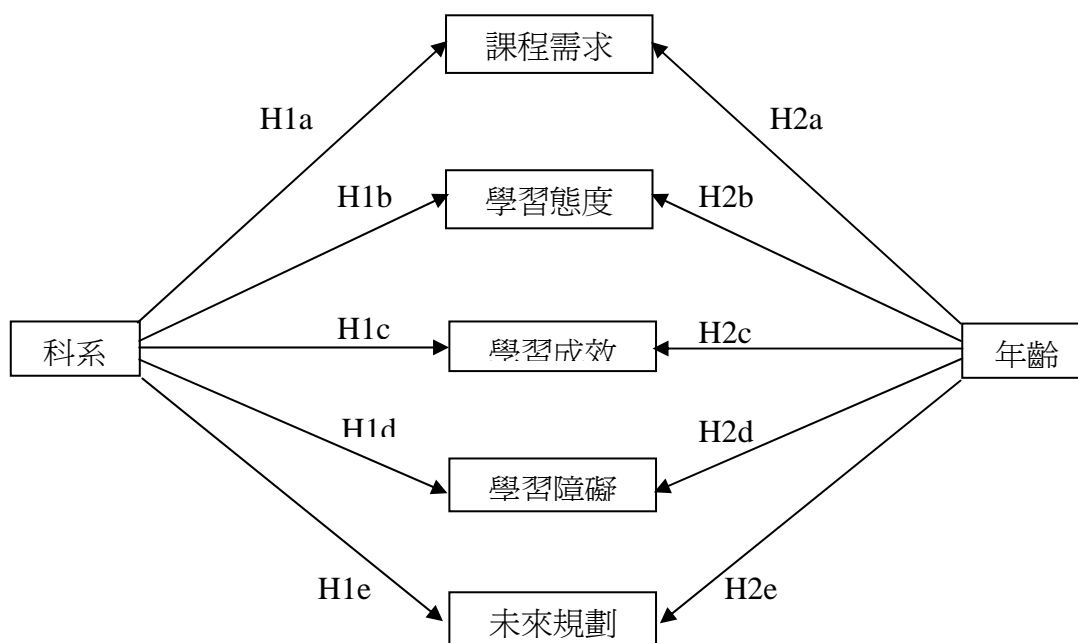 課程需求
H1a
H2a
H1b
學習態度
H2b
科系
H1c
學習成效
H2c
年齡
H1d
學習障礙
H2d
H1e
未來規劃
H2e